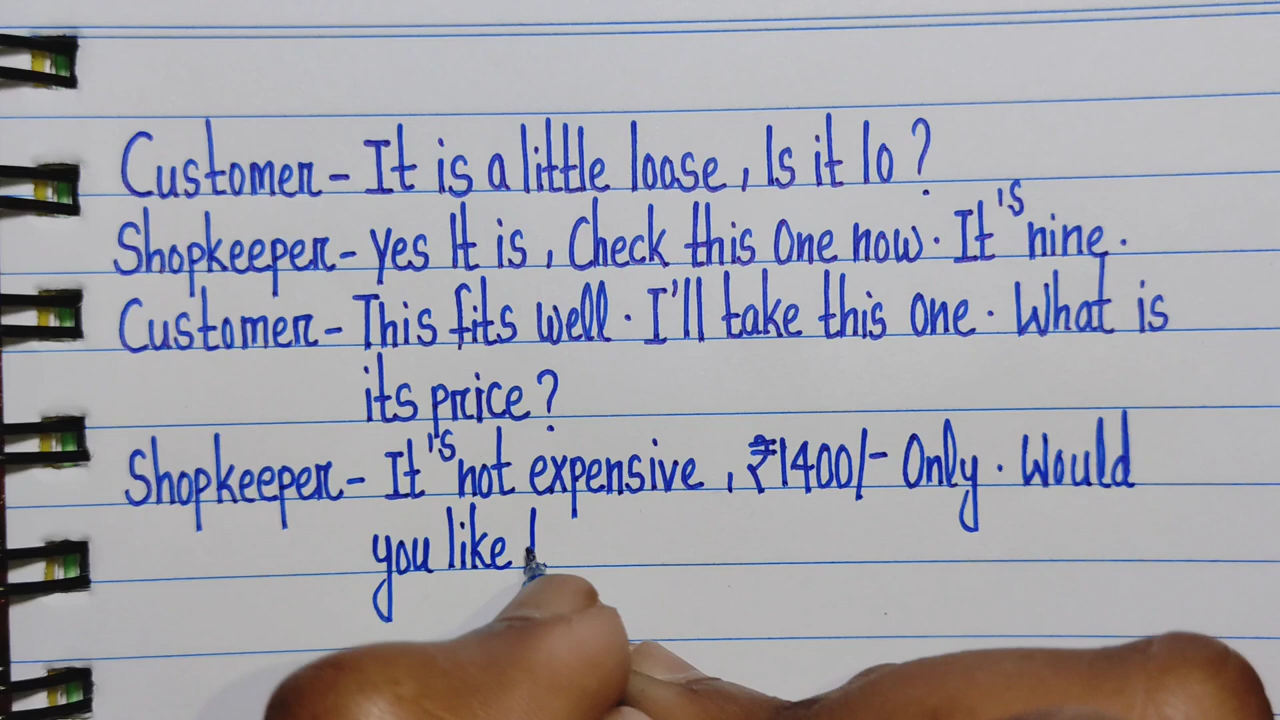 Customer - It is a little loose, Is it 10?
Shopkeeper - yes It is, Check this One now. It's nine.
Customer - This fits well. I'll take this one. What is
its price?
Shopkeeper - It's not expensive, ₹1400/- Only. Would
you like